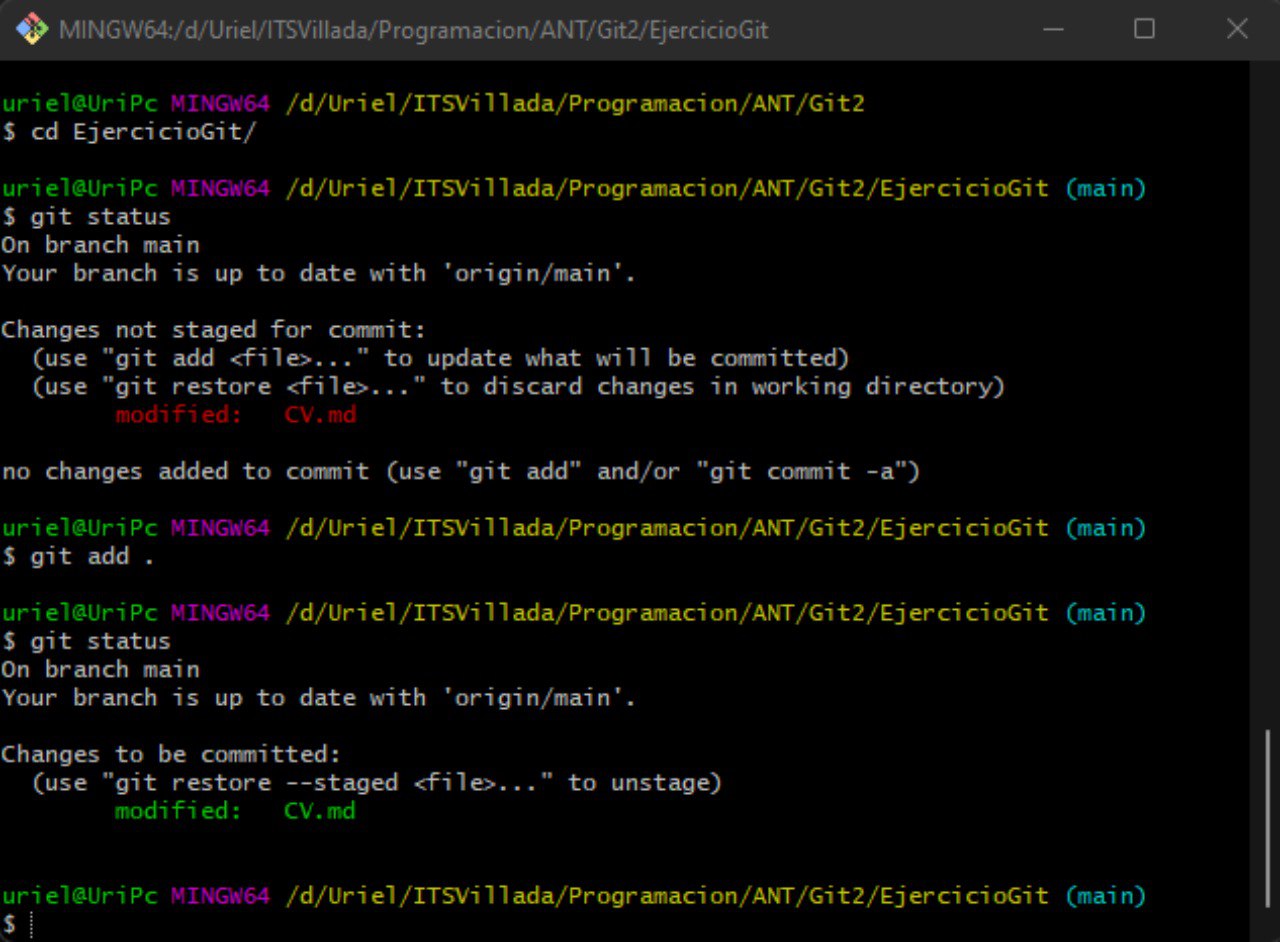 MINGW64:/d/Uriel/ITSVillada/Programacion/ANT/Git2/EjercicioGit
uriel@UriPc MINGW64 /d/Uriel/ITSVillada/Programacion/ANT/Git2
$ cd EjercicioGit/
uriel@UriPc MINGW64 /d/Uriel/ITSVillada/Programacion/ANT/Git2/EjercicioGit (main)
$ git status
On branch main
Your branch is up to date with 'origin/main'.
Changes not staged for commit:
(use "git add <file>..." to update what will be committed)
(use "git restore <file>..." to discard changes in working directory)
modified: CV.md
no changes added to commit (use "git add" and/or "git commit -a")
uriel@UriPc MINGW64 /d/Uriel/ITSVillada/Programacion/ANT/Git2/EjercicioGit (main)
$ git add .
uriel@UriPc MINGW64 /d/Uriel/ITSVillada/Programacion/ANT/Git2/EjercicioGit (main)
$ git status
On branch main
Your branch is up to date with 'origin/main'.
Changes to be committed:
(use "git restore --staged <file>..." to unstage)
modified: CV.md
uriel@UriPc MINGW64 /d/Uriel/ITSVillada/Programacion/ANT/Git2/EjercicioGit (main)
$